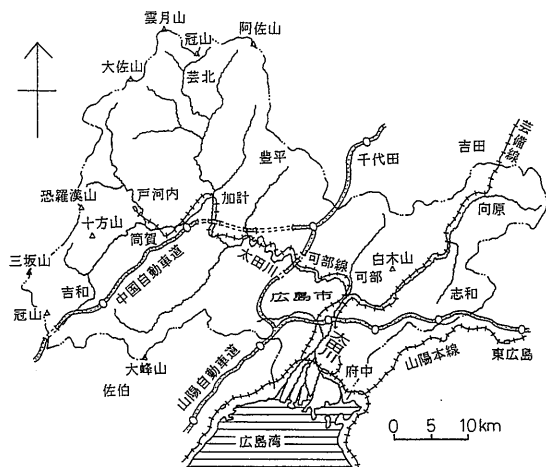 雲月山
阿佐山
冠山
大佐山
芸北
芸備線
吉田
豊平
千代田
恐羅漢山
戸河内
加計
向原
十方山
筒賀
太田川
可部線
可部
白木山
三坂山
中国自動車道
吉和
広島市
志和
冠山
太田川
大峰山
山陽自動車道
府中
山陽本線
東広島
佐伯
広島湾
0 5 10km